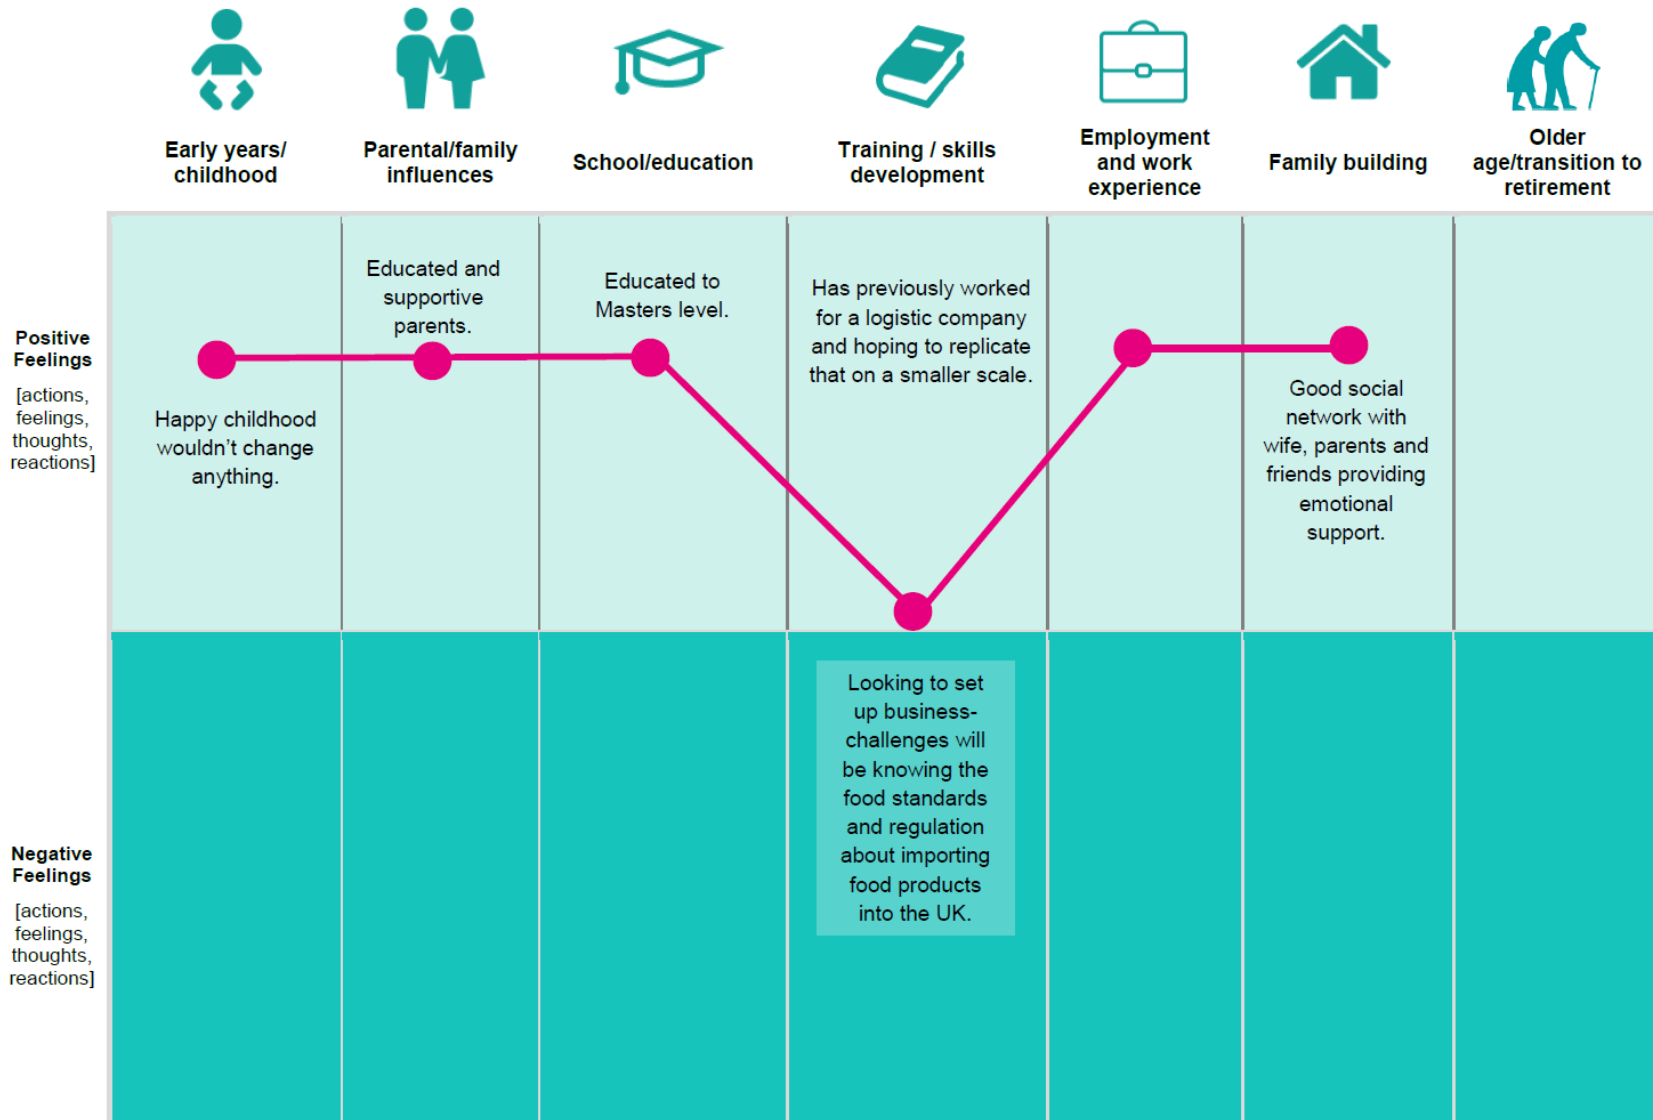 Early years/
childhood
Parental/family
influences
School/education
Training / skills
development
Employment
and work
experience
Family building
Older
age/transition to
retirement
Positive
Feelings
[actions,
feelings,
thoughts,
reactions]
Happy childhood
wouldn’t change
anything.
Educated and
supportive
parents.
Educated to
Masters level.
Has previously worked
for a logistic company
and hoping to replicate
that on a smaller scale.
Good social
network with
wife, parents and
friends providing
emotional
support.
Negative
Feelings
[actions,
feelings,
thoughts,
reactions]
Looking to set
up business-
challenges will
be knowing the
food standards
and regulation
about importing
food products
into the UK.